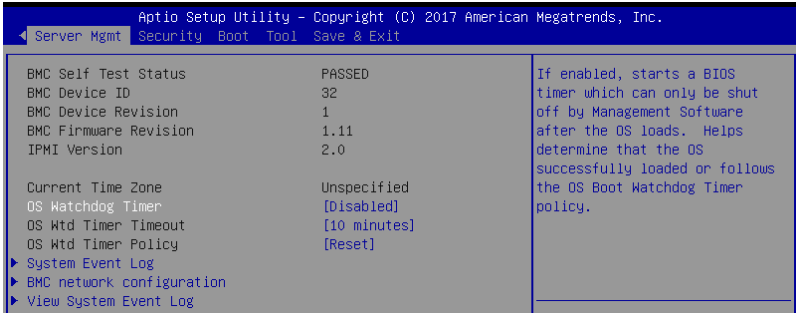 Aptio Setup Utility – Copyright (C) 2017 American Megatrends, Inc.
Server Mgmt Security Boot Tool Save & Exit
BMC Self Test Status PASSED
BMC Device ID 32
BMC Device Revision 1
BMC Firmware Revision 1.11
IPMI Version 2.0
Current Time Zone Unspecified
OS Watchdog Timer [Disabled]
OS Wtd Timer Timeout [10 minutes]
OS Wtd Timer Policy [Reset]
System Event Log
BMC network configuration
View System Event Log
If enabled, starts a BIOS
timer which can only be shut
off by Management Software
after the OS loads. Helps
determine that the OS
successfully loaded or follows
the OS Boot Watchdog Timer
policy.